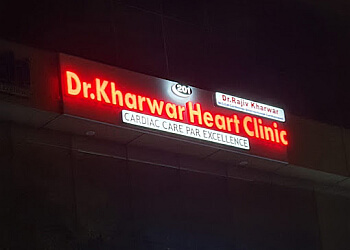 201
Dr.Rajiv Kharwar
Dr.Kharwar Heart Clinic
CARDIAC CARE PAR EXCELLENCE